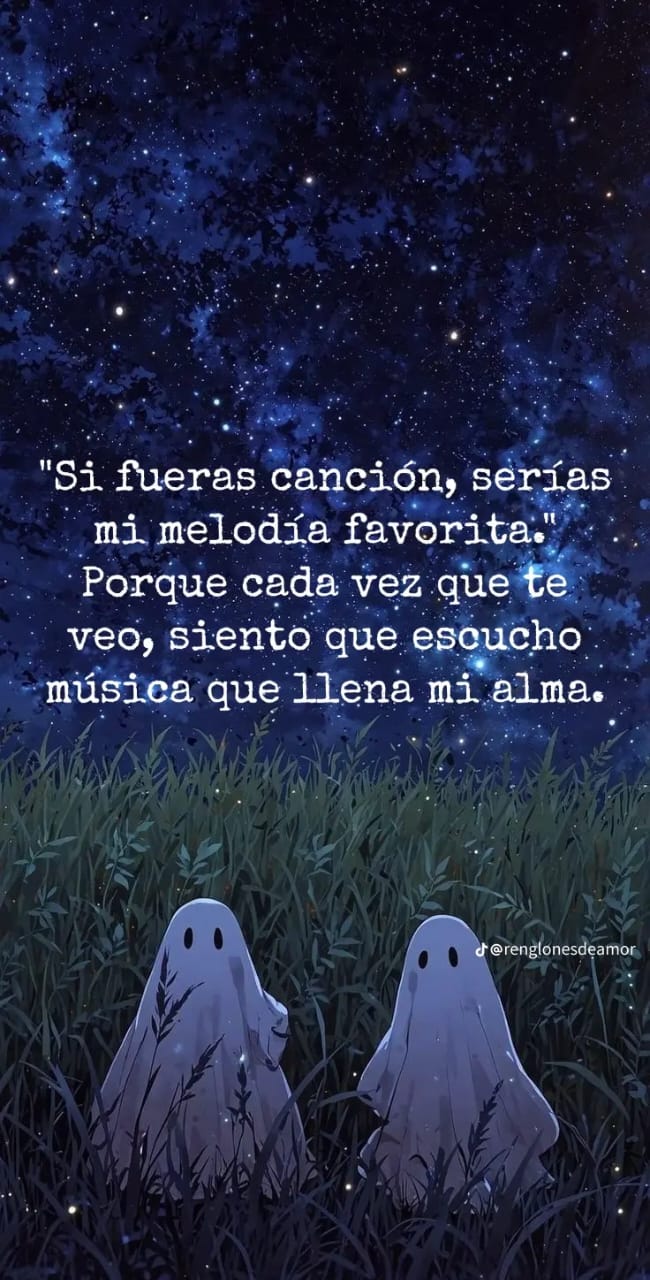 "Si fueras canción, serías
mi melodía favorita."
Porque cada vez que te
veo, siento que escucho
música que llena mi alma.
@renglonesdeamor